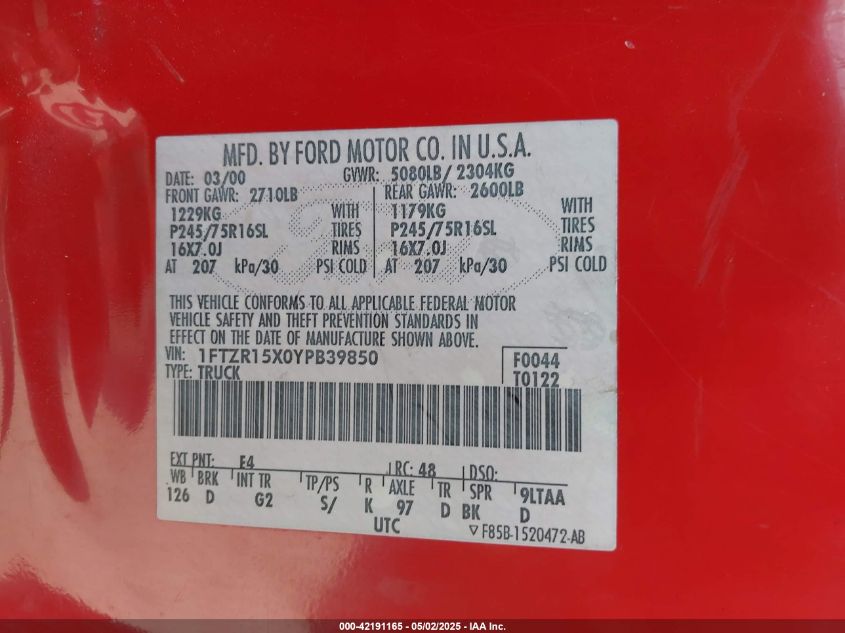 MFD. BY FORD MOTOR CO. IN U.S.A.
DATE: 03/00 GVWR: 5080LB/ 2304KG
FRONT GAWR: 2710LB REAR GAWR: 2600LB
1229KG WITH 1179KG WITH
P245/75R16SL TIRES P245/75R16SL TIRES
16X7.0J RIMS 16X7.0J RIMS
AT 207 kPa/30 PSI COLD AT 207 kPa/30 PSI COLD
THIS VEHICLE CONFORMS TO ALL APPLICABLE FEDERAL MOTOR
VEHICLE SAFETY AND THEFT PREVENTION STANDARDS IN
EFFECT ON THE DATE OF MANUFACTURE SHOWN ABOVE.
VIN: 1FTZR15X0YPB39850 F0044
TYPE: TRUCK T0122
EXT PNT: E4 RC: 48 DSO:
WB BRK INT TR TP/PS R AXLE TR SPR 9LTAA
126 D G2 S/ K 97 D BK D
UTC F85B-1520472-AB
000-42191165 - 05/02/2025 - IAA Inc.